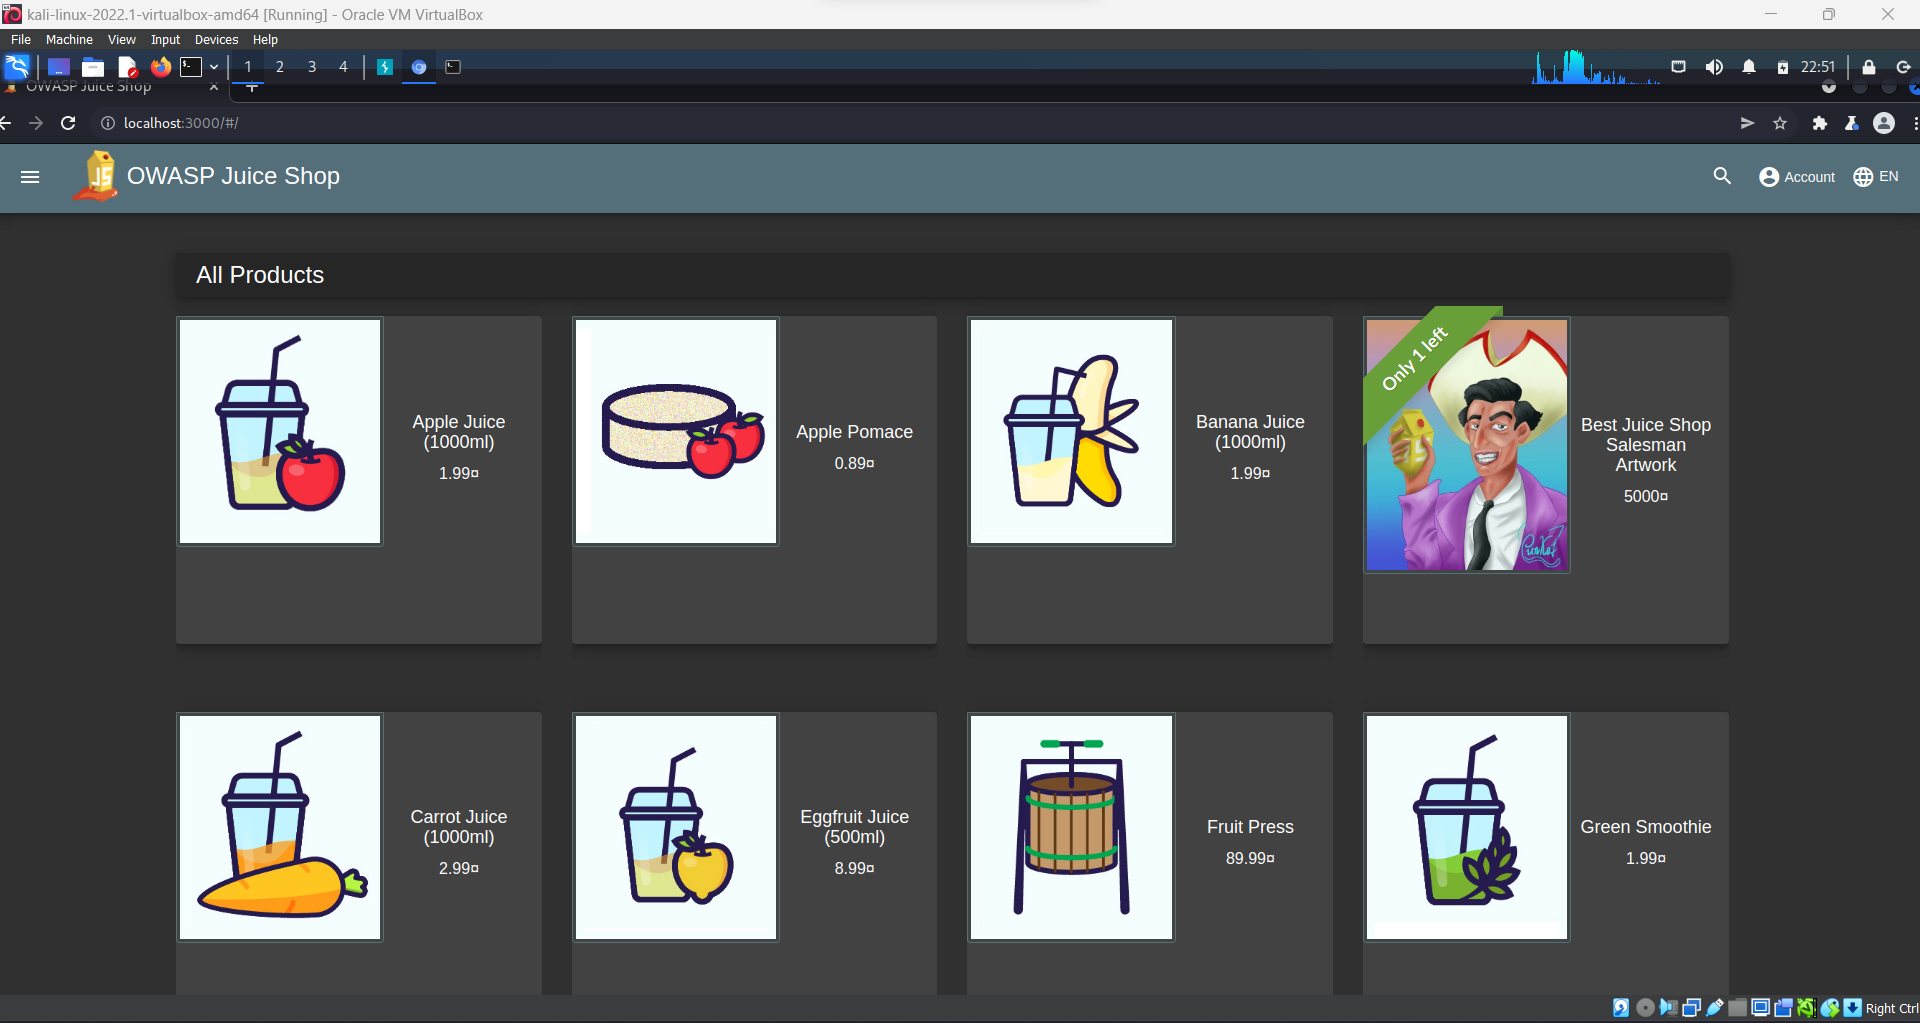 kali-linux-2022.1-virtualbox-amd64 [Running] - Oracle VM VirtualBox
File Machine View Input Devices Help
1 2 3 4 22:51
OWASP Juice Shop
localhost:3000/#/
OWASP Juice Shop
Account
EN
All Products
Apple Juice
(1000ml)
1.99¤
Apple Pomace
0.89¤
Banana Juice
(1000ml)
1.99¤
Only 1 left
Best Juice Shop
Salesman
Artwork
5000¤
Carrot Juice
(1000ml)
2.99¤
Eggfruit Juice
(500ml)
8.99¤
Fruit Press
89.99¤
Green Smoothie
1.99¤
Right Ctrl